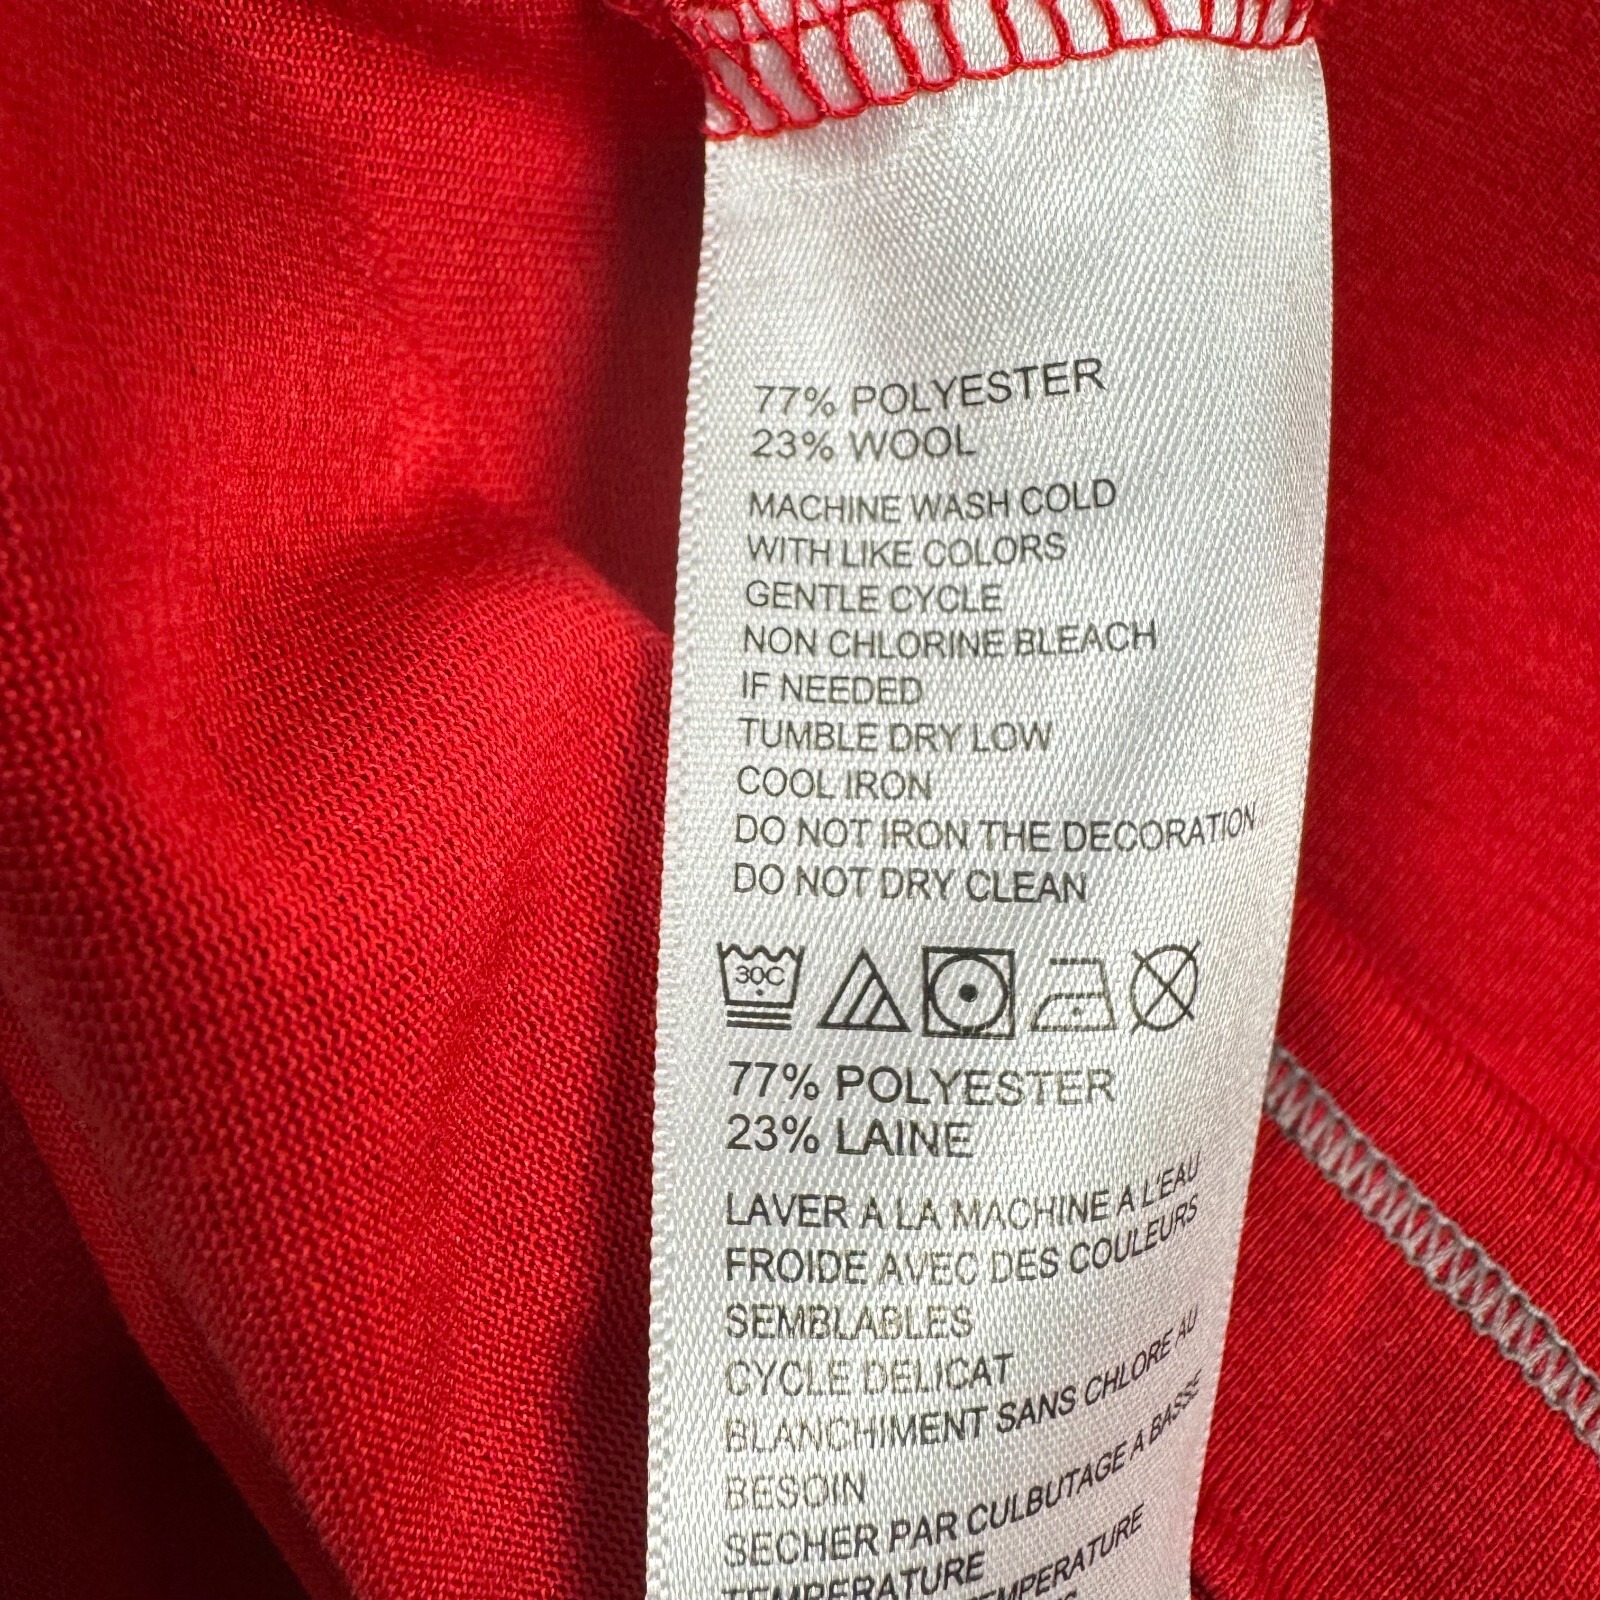 77% POLYESTER
23% WOOL
MACHINE WASH COLD
WITH LIKE COLORS
GENTLE CYCLE
NON CHLORINE BLEACH
IF NEEDED
TUMBLE DRY LOW
COOL IRON
DO NOT IRON THE DECORATION
DO NOT DRY CLEAN
30C
77% POLYESTER
23% LAINE
LAVER A LA MACHINE A L'EAU
FROIDE AVEC DES COULEURS
SEMBLABLES
CYCLE DELICAT
BLANCHIMENT SANS CHLORE AU
BESOIN
SECHER PAR CULBUTAGE A BASSE
TEMPERATURE
TEMPERATURE